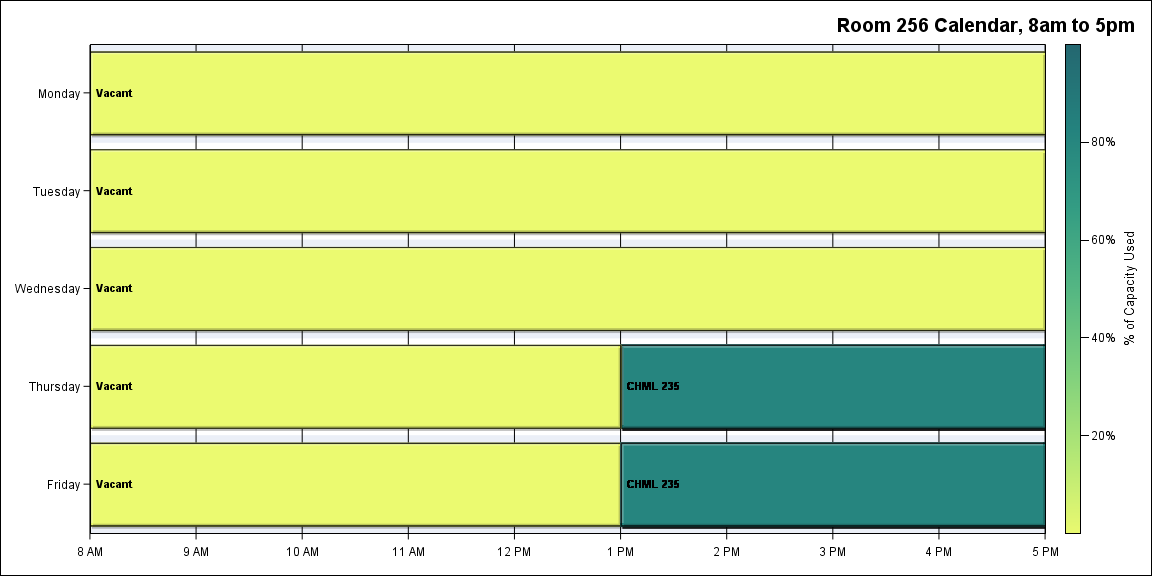 Room 256 Calendar, 8am to 5pm
Monday
Vacant
Tuesday
Vacant
Wednesday
Vacant
Thursday
Vacant
CHML 235
Friday
Vacant
CHML 235
8 AM
9 AM
10 AM
11 AM
12 PM
1 PM
2 PM
3 PM
4 PM
5 PM
80%
60%
40%
20%
% of Capacity Used